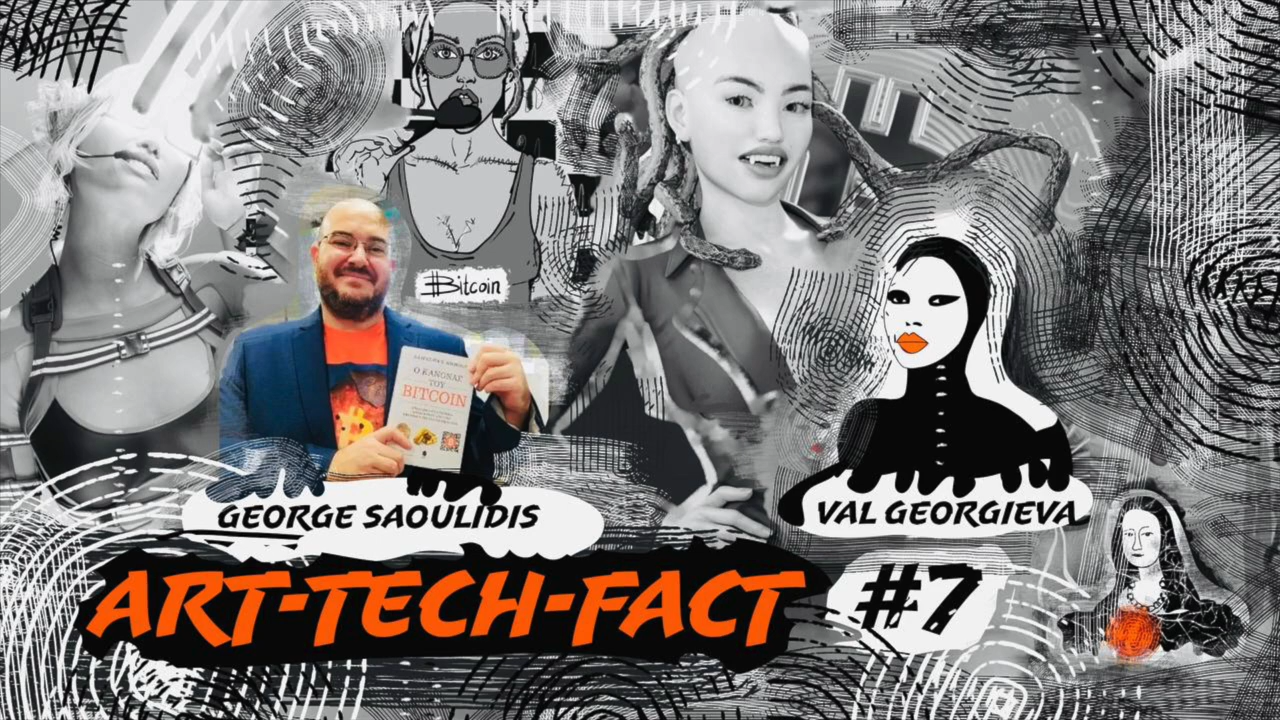 Bitcoin
Ο ΚΑΝΟΝΑΣ
ΤΟΥ
BITCOIN
GEORGE SAOULIDIS
VAL GEORGIEVA
ART-TECH-FACT
#7